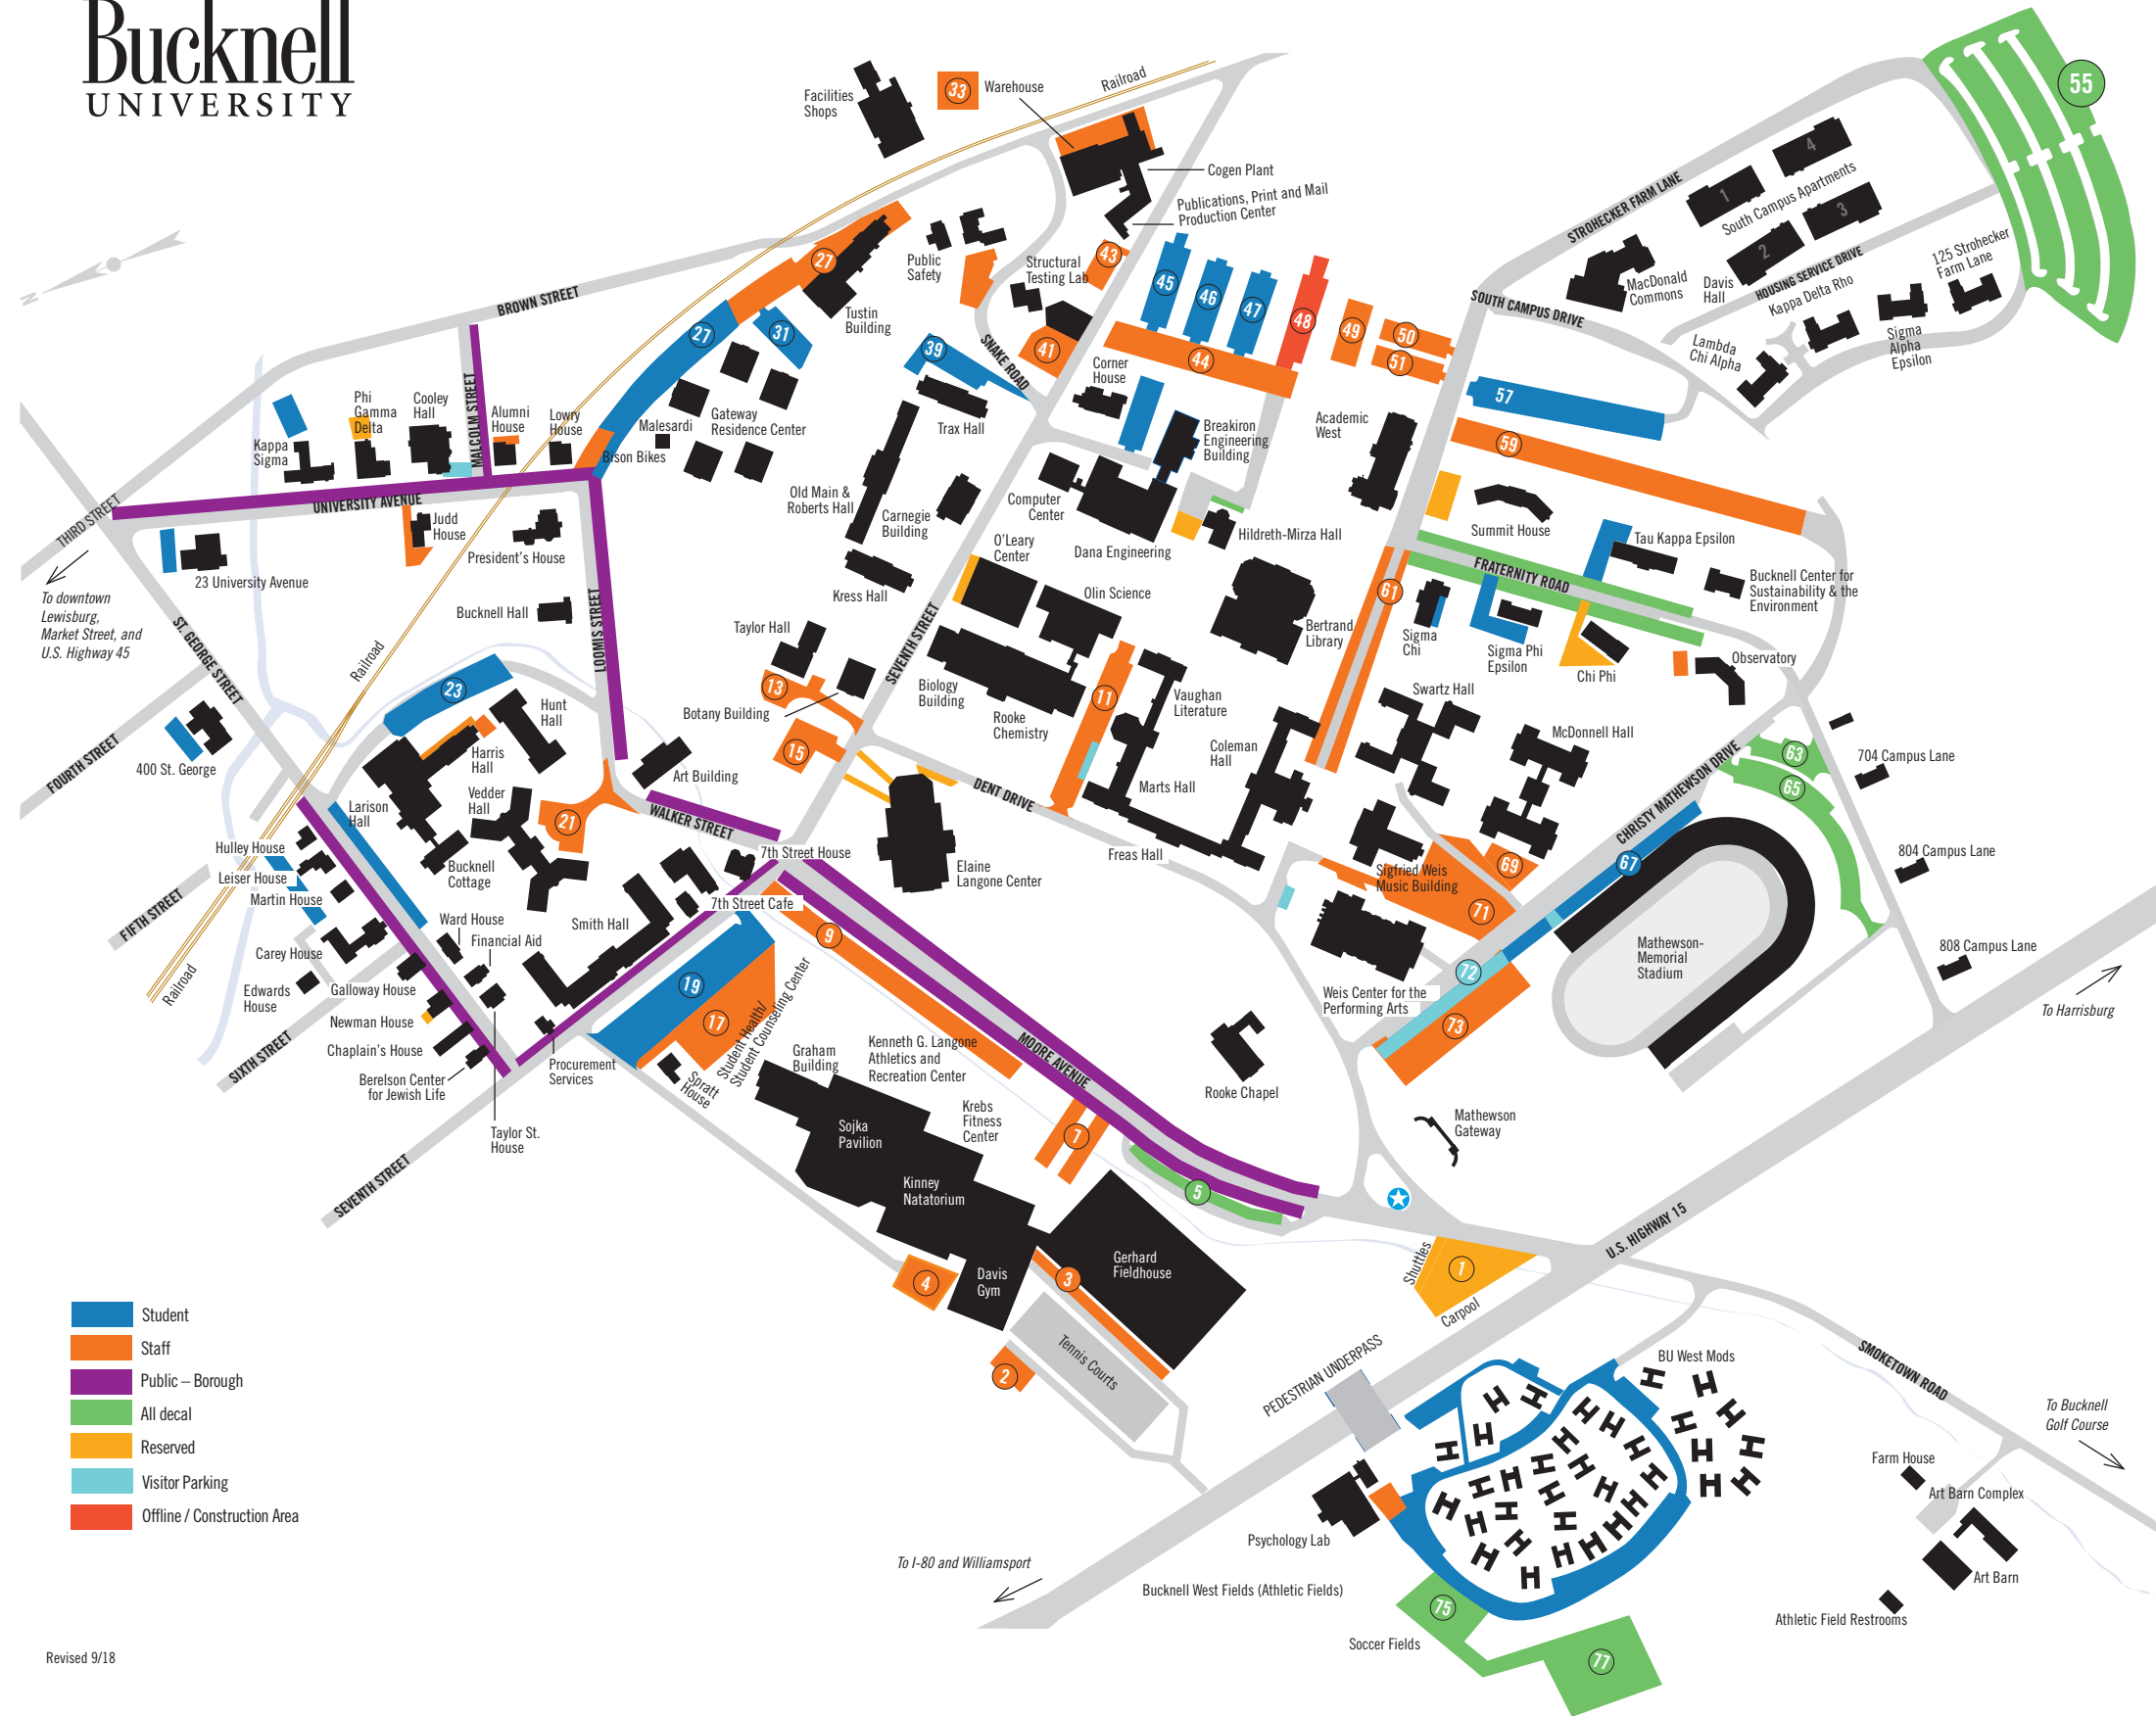 Bucknell
UNIVERSITY
N
Facilities
Shops
33
Warehouse
Railroad
Cogen Plant
Publications, Print and Mail
Production Center
55
4
1
South Campus Apartments
3
2
STROHECKER FARM LANE
MacDonald
Commons
Davis
Hall
HOUSING SERVICE DRIVE
Kappa Delta Rho
125 Strohecker
Farm Lane
Sigma
Alpha
Epsilon
Lambda
Chi Alpha
SOUTH CAMPUS DRIVE
BROWN STREET
27
Tustin
Building
Public
Safety
Structural
Testing Lab
43
45
46
47
48
49
50
51
44
41
SNAKE ROAD
39
31
27
Trax Hall
Corner
House
Breakiron
Engineering
Building
Academic
West
57
59
Phi
Gamma
Delta
Cooley
Hall
MALCOLM STREET
Alumni
House
Lowry
House
Malesardi
Gateway
Residence Center
Bison Bikes
Kappa
Sigma
UNIVERSITY AVENUE
THIRD STREET
To downtown
Lewisburg,
Market Street, and
U.S. Highway 45
Judd
House
President's House
23 University Avenue
Bucknell Hall
LOOMIS STREET
Old Main &
Roberts Hall
Carnegie
Building
Computer
Center
Dana Engineering
Hildreth-Mirza Hall
Summit House
Tau Kappa Epsilon
FRATERNITY ROAD
Bucknell Center for
Sustainability & the
Environment
O'Leary
Center
Olin Science
Kress Hall
SEVENTH STREET
Bertrand
Library
61
Sigma
Chi
Sigma Phi
Epsilon
Chi Phi
Observatory
Taylor Hall
13
Botany Building
15
Biology
Building
Rooke
Chemistry
11
Vaughan
Literature
Coleman
Hall
Swartz Hall
McDonnell Hall
63
65
704 Campus Lane
804 Campus Lane
808 Campus Lane
ST. GEORGE STREET
Railroad
FOURTH STREET
400 St. George
23
Hunt
Hall
Harris
Hall
Vedder
Hall
Larison
Hall
21
Art Building
WALKER STREET
DENT DRIVE
Marts Hall
Freas Hall
CHRISTY MATHEWSON DRIVE
67
69
Sigfried Weis
Music Building
71
Mathewson-
Memorial
Stadium
Hulley House
Leiser House
Martin House
Bucknell
Cottage
7th Street House
7th Street Cafe
Elaine
Langone Center
Ward House
Financial Aid
Smith Hall
FIFTH STREET
Carey House
Edwards
House
Railroad
Galloway House
Newman House
Chaplain's House
Berelson Center
for Jewish Life
SIXTH STREET
Taylor St.
House
Procurement
Services
SEVENTH STREET
9
19
17
Student Health/
Student Counseling Center
Spratt
House
Graham
Building
Kenneth G. Langone
Athletics and
Recreation Center
MOORE AVENUE
Weis Center for the
Performing Arts
72
73
Rooke Chapel
Mathewson
Gateway
To Harrisburg
Sojka
Pavilion
Krebs
Fitness
Center
7
Kinney
Natatorium
5
Gerhard
Fieldhouse
Davis
Gym
4
3
2
Tennis Courts
Shuttles
1
Carpool
U.S. HIGHWAY 15
PEDESTRIAN UNDERPASS
BU West Mods
SMOKETOWN ROAD
To Bucknell
Golf Course
Farm House
Art Barn Complex
Art Barn
Athletic Field Restrooms
Psychology Lab
To I-80 and Williamsport
Bucknell West Fields (Athletic Fields)
75
Soccer Fields
77
Student
Staff
Public – Borough
All decal
Reserved
Visitor Parking
Offline / Construction Area
Revised 9/18